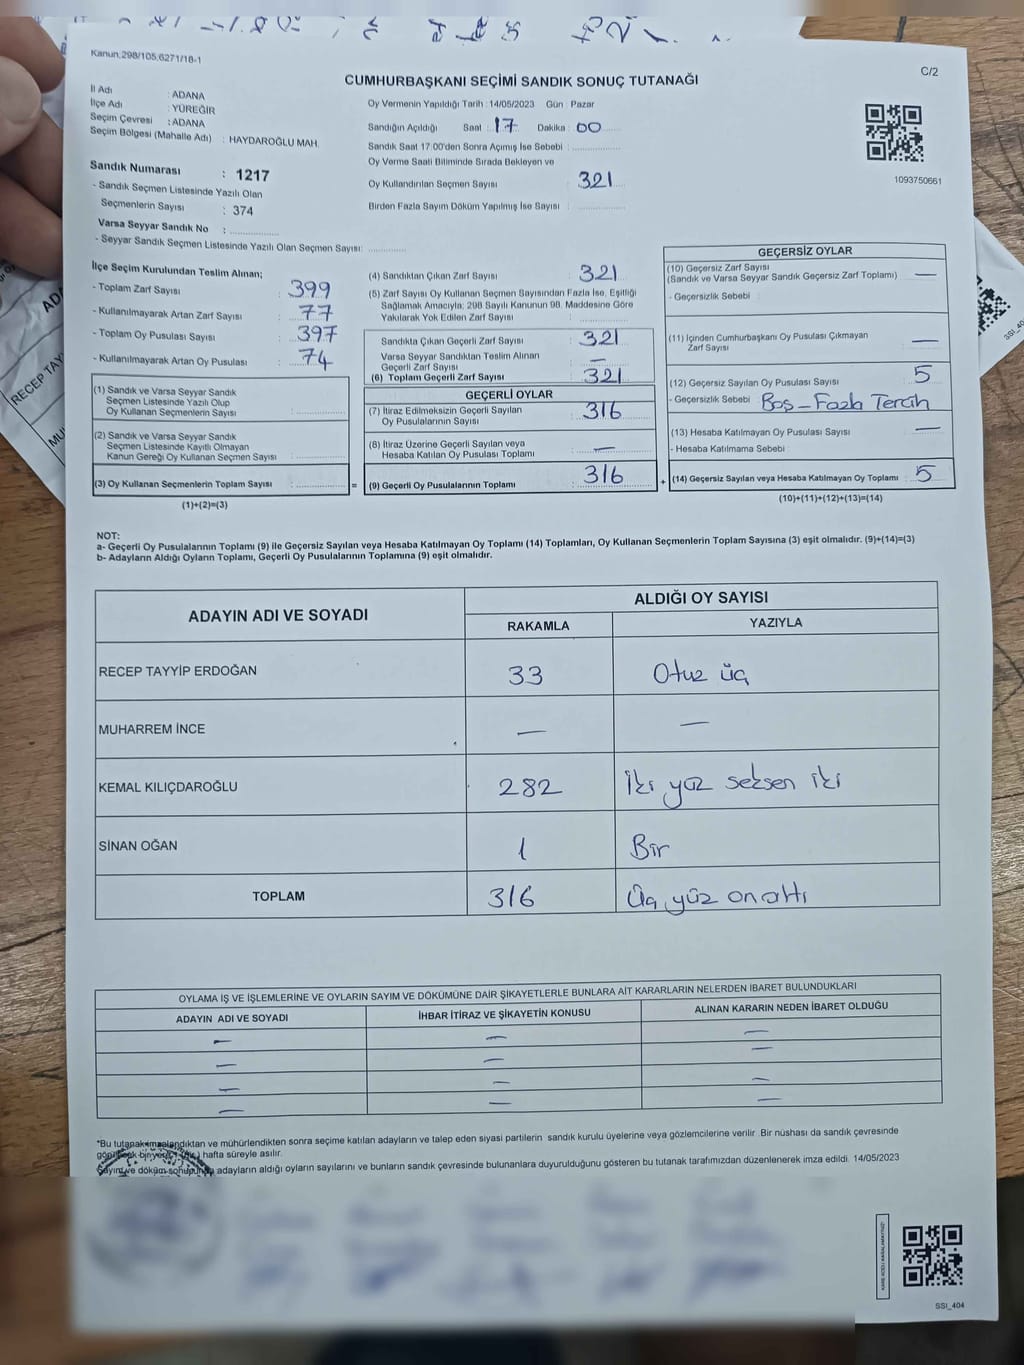 Kanun:298/105;6271/18-1
C/2
CUMHURBAŞKANI SEÇİMİ SANDIK SONUÇ TUTANAĞI
İl Adı : ADANA
İlçe Adı : YÜREĞİR
Seçim Çevresi : ADANA
Seçim Bölgesi (Mahalle Adı) : HAYDAROĞLU MAH.
Oy Vermenin Yapıldığı Tarih :14/05/2023 Gün : Pazar
Sandığın Açıldığı Saat : 17 Dakika : 00
Sandık Saat 17:00'den Sonra Açımış İse Sebebi :
Oy Verme Saati Bitiminde Sırada Bekleyen ve
Oy Kullandırılan Seçmen Sayısı : 321
Birden Fazla Sayım Döküm Yapılmış İse Sayısı :
1093750661
Sandık Numarası : 1217
- Sandık Seçmen Listesinde Yazılı Olan
Seçmenlerin Sayısı : 374
Varsa Seyyar Sandık No :
- Seyyar Sandık Seçmen Listesinde Yazılı Olan Seçmen Sayısı:
İlçe Seçim Kurulundan Teslim Alınan;
- Toplam Zarf Sayısı : 399
- Kullanılmayarak Artan Zarf Sayısı : 77
- Toplam Oy Pusulası Sayısı : 397
- Kullanılmayarak Artan Oy Pusulası : 74
(1) Sandık ve Varsa Seyyar Sandık
Seçmen Listesinde Yazılı Olup
Oy Kullanan Seçmenlerin Sayısı :
(2) Sandık ve Varsa Seyyar Sandık
Seçmen Listesinde Kayıtlı Olmayan
Kanun Gereği Oy Kullanan Seçmen Sayısı :
(3) Oy Kullanan Seçmenlerin Toplam Sayısı : =
(1)+(2)=(3)
(4) Sandıktan Çıkan Zarf Sayısı : 321
(5) Zarf Sayısı Oy Kullanan Seçmen Sayısından Fazla İse, Eşitliği
Sağlamak Amacıyla; 298 Sayılı Kanunun 98. Maddesine Göre
Yakılarak Yok Edilen Zarf Sayısı :
Sandıkta Çıkan Geçerli Zarf Sayısı : 321
Varsa Seyyar Sandıktan Teslim Alınan
Geçerli Zarf Sayısı : —
(6) Toplam Geçerli Zarf Sayısı : 321
GEÇERLİ OYLAR
(7) İtiraz Edilmeksizin Geçerli Sayılan
Oy Pusulalarının Sayısı : 316
(8) İtiraz Üzerine Geçerli Sayılan veya
Hesaba Katılan Oy Pusulası Toplamı : —
(9) Geçerli Oy Pusulalarının Toplamı : 316 +
GEÇERSİZ OYLAR
(10) Geçersiz Zarf Sayısı
(Sandık ve Varsa Seyyar Sandık Geçersiz Zarf Toplamı) : —
- Geçersizlik Sebebi :
(11) İçinden Cumhurbaşkanı Oy Pusulası Çıkmayan
Zarf Sayısı : —
(12) Geçersiz Sayılan Oy Pusulası Sayısı : 5
- Geçersizlik Sebebi : Boş - Fazla Tercih
(13) Hesaba Katılmayan Oy Pusulası Sayısı : —
- Hesaba Katılmama Sebebi :
(14) Geçersiz Sayılan veya Hesaba Katılmayan Oy Toplamı : 5
(10)+(11)+(12)+(13)=(14)
NOT:
a- Geçerli Oy Pusulalarının Toplamı (9) ile Geçersiz Sayılan veya Hesaba Katılmayan Oy Toplamı (14) Toplamları, Oy Kullanan Seçmenlerin Toplam Sayısına (3) eşit olmalıdır. (9)+(14)=(3)
b- Adayların Aldığı Oyların Toplamı, Geçerli Oy Pusulalarının Toplamına (9) eşit olmalıdır.
ADAYIN ADI VE SOYADI ALDIĞI OY SAYISI
RAKAMLA YAZIYLA
RECEP TAYYİP ERDOĞAN 33 Otuz üç
MUHARREM İNCE — —
KEMAL KILIÇDAROĞLU 282 İki yüz seksen iki
SİNAN OĞAN 1 Bir
TOPLAM 316 Üç yüz on altı
OYLAMA İŞ VE İŞLEMLERİNE VE OYLARIN SAYIM VE DÖKÜMÜNE DAİR ŞİKAYETLERLE BUNLARA AİT KARARLARIN NELERDEN İBARET BULUNDUKLARI
ADAYIN ADI VE SOYADI İHBAR İTİRAZ VE ŞİKAYETİN KONUSU ALINAN KARARIN NEDEN İBARET OLDUĞU
— — —
— — —
— — —
— — —
*Bu tutanak imzalandıktan ve mühürlendikten sonra seçime katılan adayların ve talep eden siyasi partilerin sandık kurulu üyelerine veya gözlemcilerine verilir. Bir nüshası da sandık çevresinde
hafta süreyle asılır.
Sayım ve döküm sonucunda adayların aldığı oyların sayılarını ve bunların sandık çevresinde bulunanlara duyurulduğunu gösteren bu tutanak tarafımızdan düzenlenerek imza edildi. 14/05/2023
SSI_404
RECEP TAY
MU
AD
SSI_40